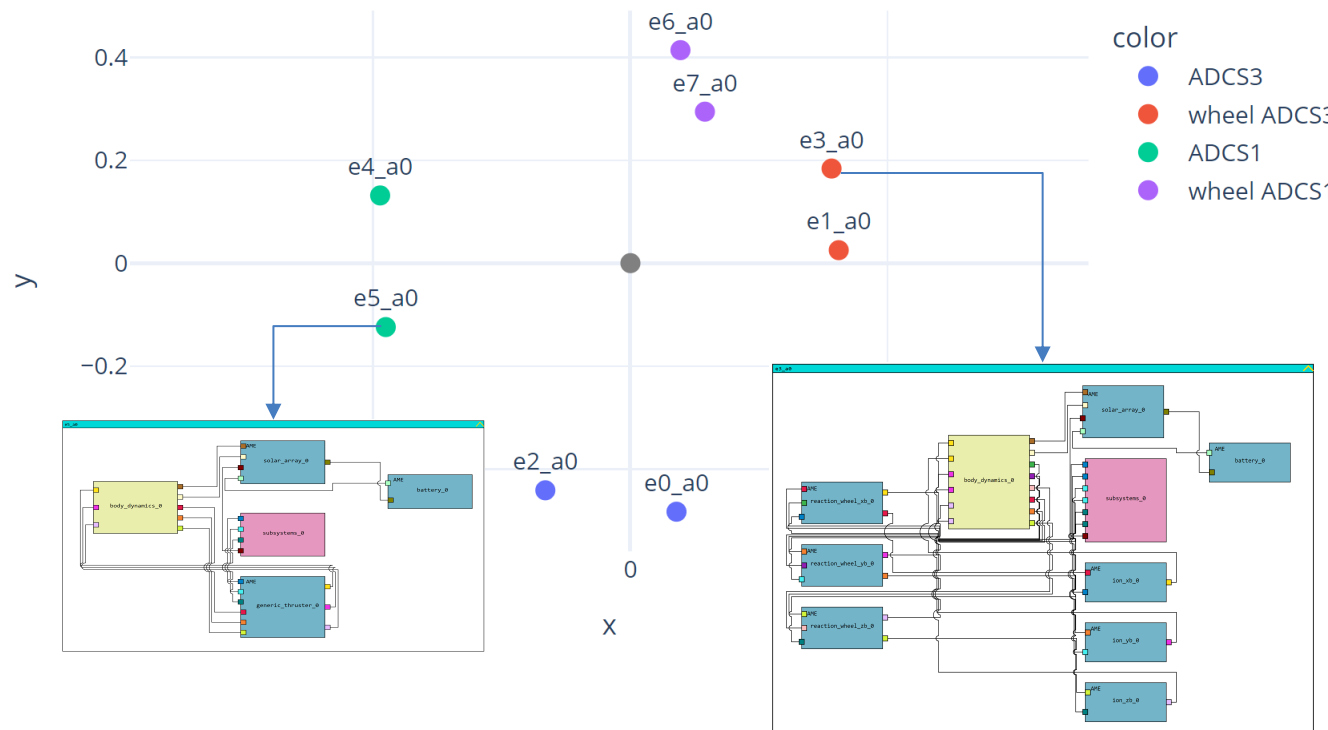 e6_a0
color
0.4
e7_a0
ADCS3
wheel ADCS3
e3_a0
0.2
e4_a0
ADCS1
wheel ADCS1
e1_a0
0
y
e5_a0
−0.2
e3_a0
AME
solar_array_0
AME
battery_0
body_dynamics_0
subsystems_0
AME
reaction_wheel_xb_0
AME
reaction_wheel_yb_0
AME
ion_xb_0
AME
reaction_wheel_zb_0
AME
ion_yb_0
AME
ion_zb_0
AME
solar_array_0
AME
battery_0
body_dynamics_0
subsystems_0
AME
generic_thruster_0
e2_a0
e0_a0
0
x